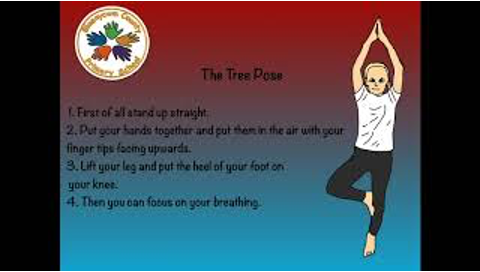 County
Primary School
The Tree Pose
1. First of all stand up straight.
2. Put your hands together and put them in the air with your
finger tips facing upwards.
3. Lift your leg and put the heel of your foot on
your knee.
4. Then you can focus on your breathing.